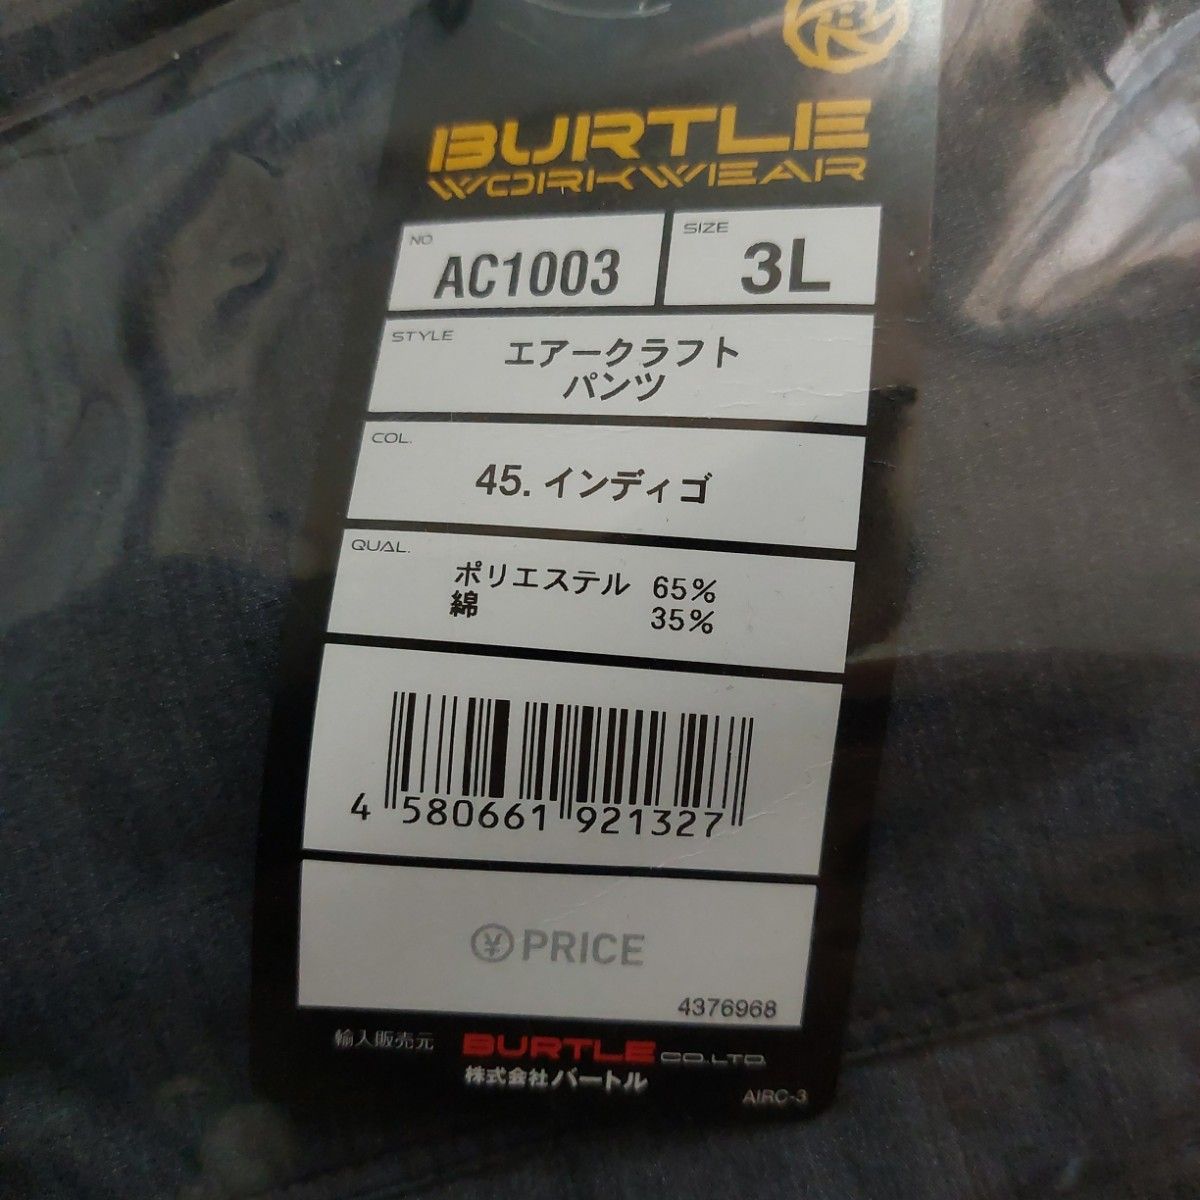 BURTLE
WORKWEAR
NO
AC1003
SIZE
3L
STYLE
エアークラフト
パンツ
COL.
45.インディゴ
QUAL.
ポリエステル 65%
綿 35%
4 580661 921327
¥ PRICE
4376968
輸入販売元 BURTLE CO.LTD.
株式会社バートル
AIRC-3